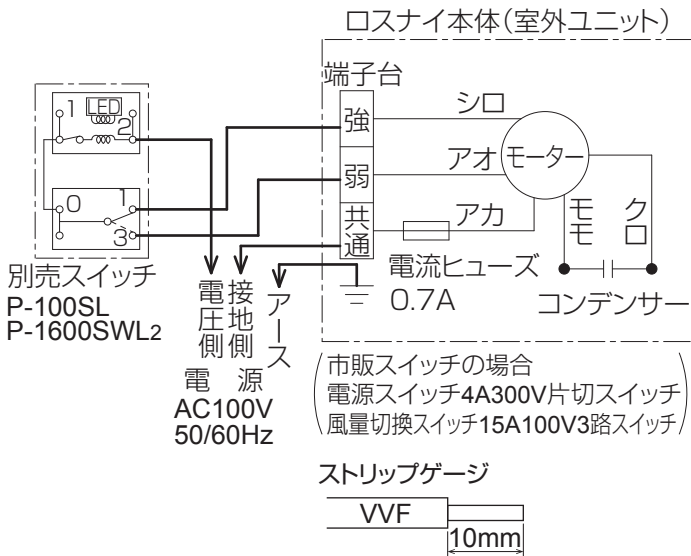 ロスナイ本体(室外ユニット)
端子台
1
LED
2
0
1
3
強
弱
共通
シロ
アオ
アカ
モーター
モモ
クロ
電流ヒューズ
0.7A
コンデンサー
別売スイッチ
P-100SL
P-1600SWL2
電圧側
接地側
アース
電源
AC100V
50/60Hz
市販スイッチの場合
電源スイッチ4A300V片切スイッチ
風量切換スイッチ15A100V3路スイッチ
ストリップゲージ
VVF
10mm